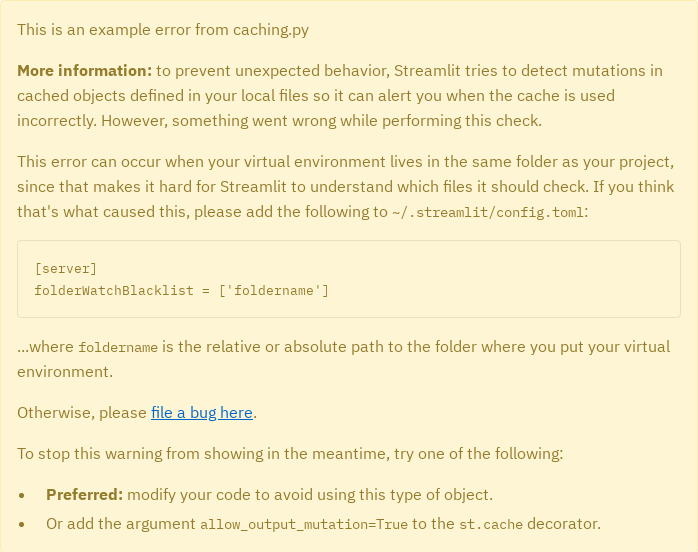 This is an example error from caching.py
More information: to prevent unexpected behavior, Streamlit tries to detect mutations in
cached objects defined in your local files so it can alert you when the cache is used
incorrectly. However, something went wrong while performing this check.
This error can occur when your virtual environment lives in the same folder as your project,
since that makes it hard for Streamlit to understand which files it should check. If you think
that's what caused this, please add the following to ~/.streamlit/config.toml:
[server]
folderWatchBlacklist = ['foldername']
...where foldername is the relative or absolute path to the folder where you put your virtual
environment.
Otherwise, please file a bug here.
To stop this warning from showing in the meantime, try one of the following:
• Preferred: modify your code to avoid using this type of object.
• Or add the argument allow_output_mutation=True to the st.cache decorator.